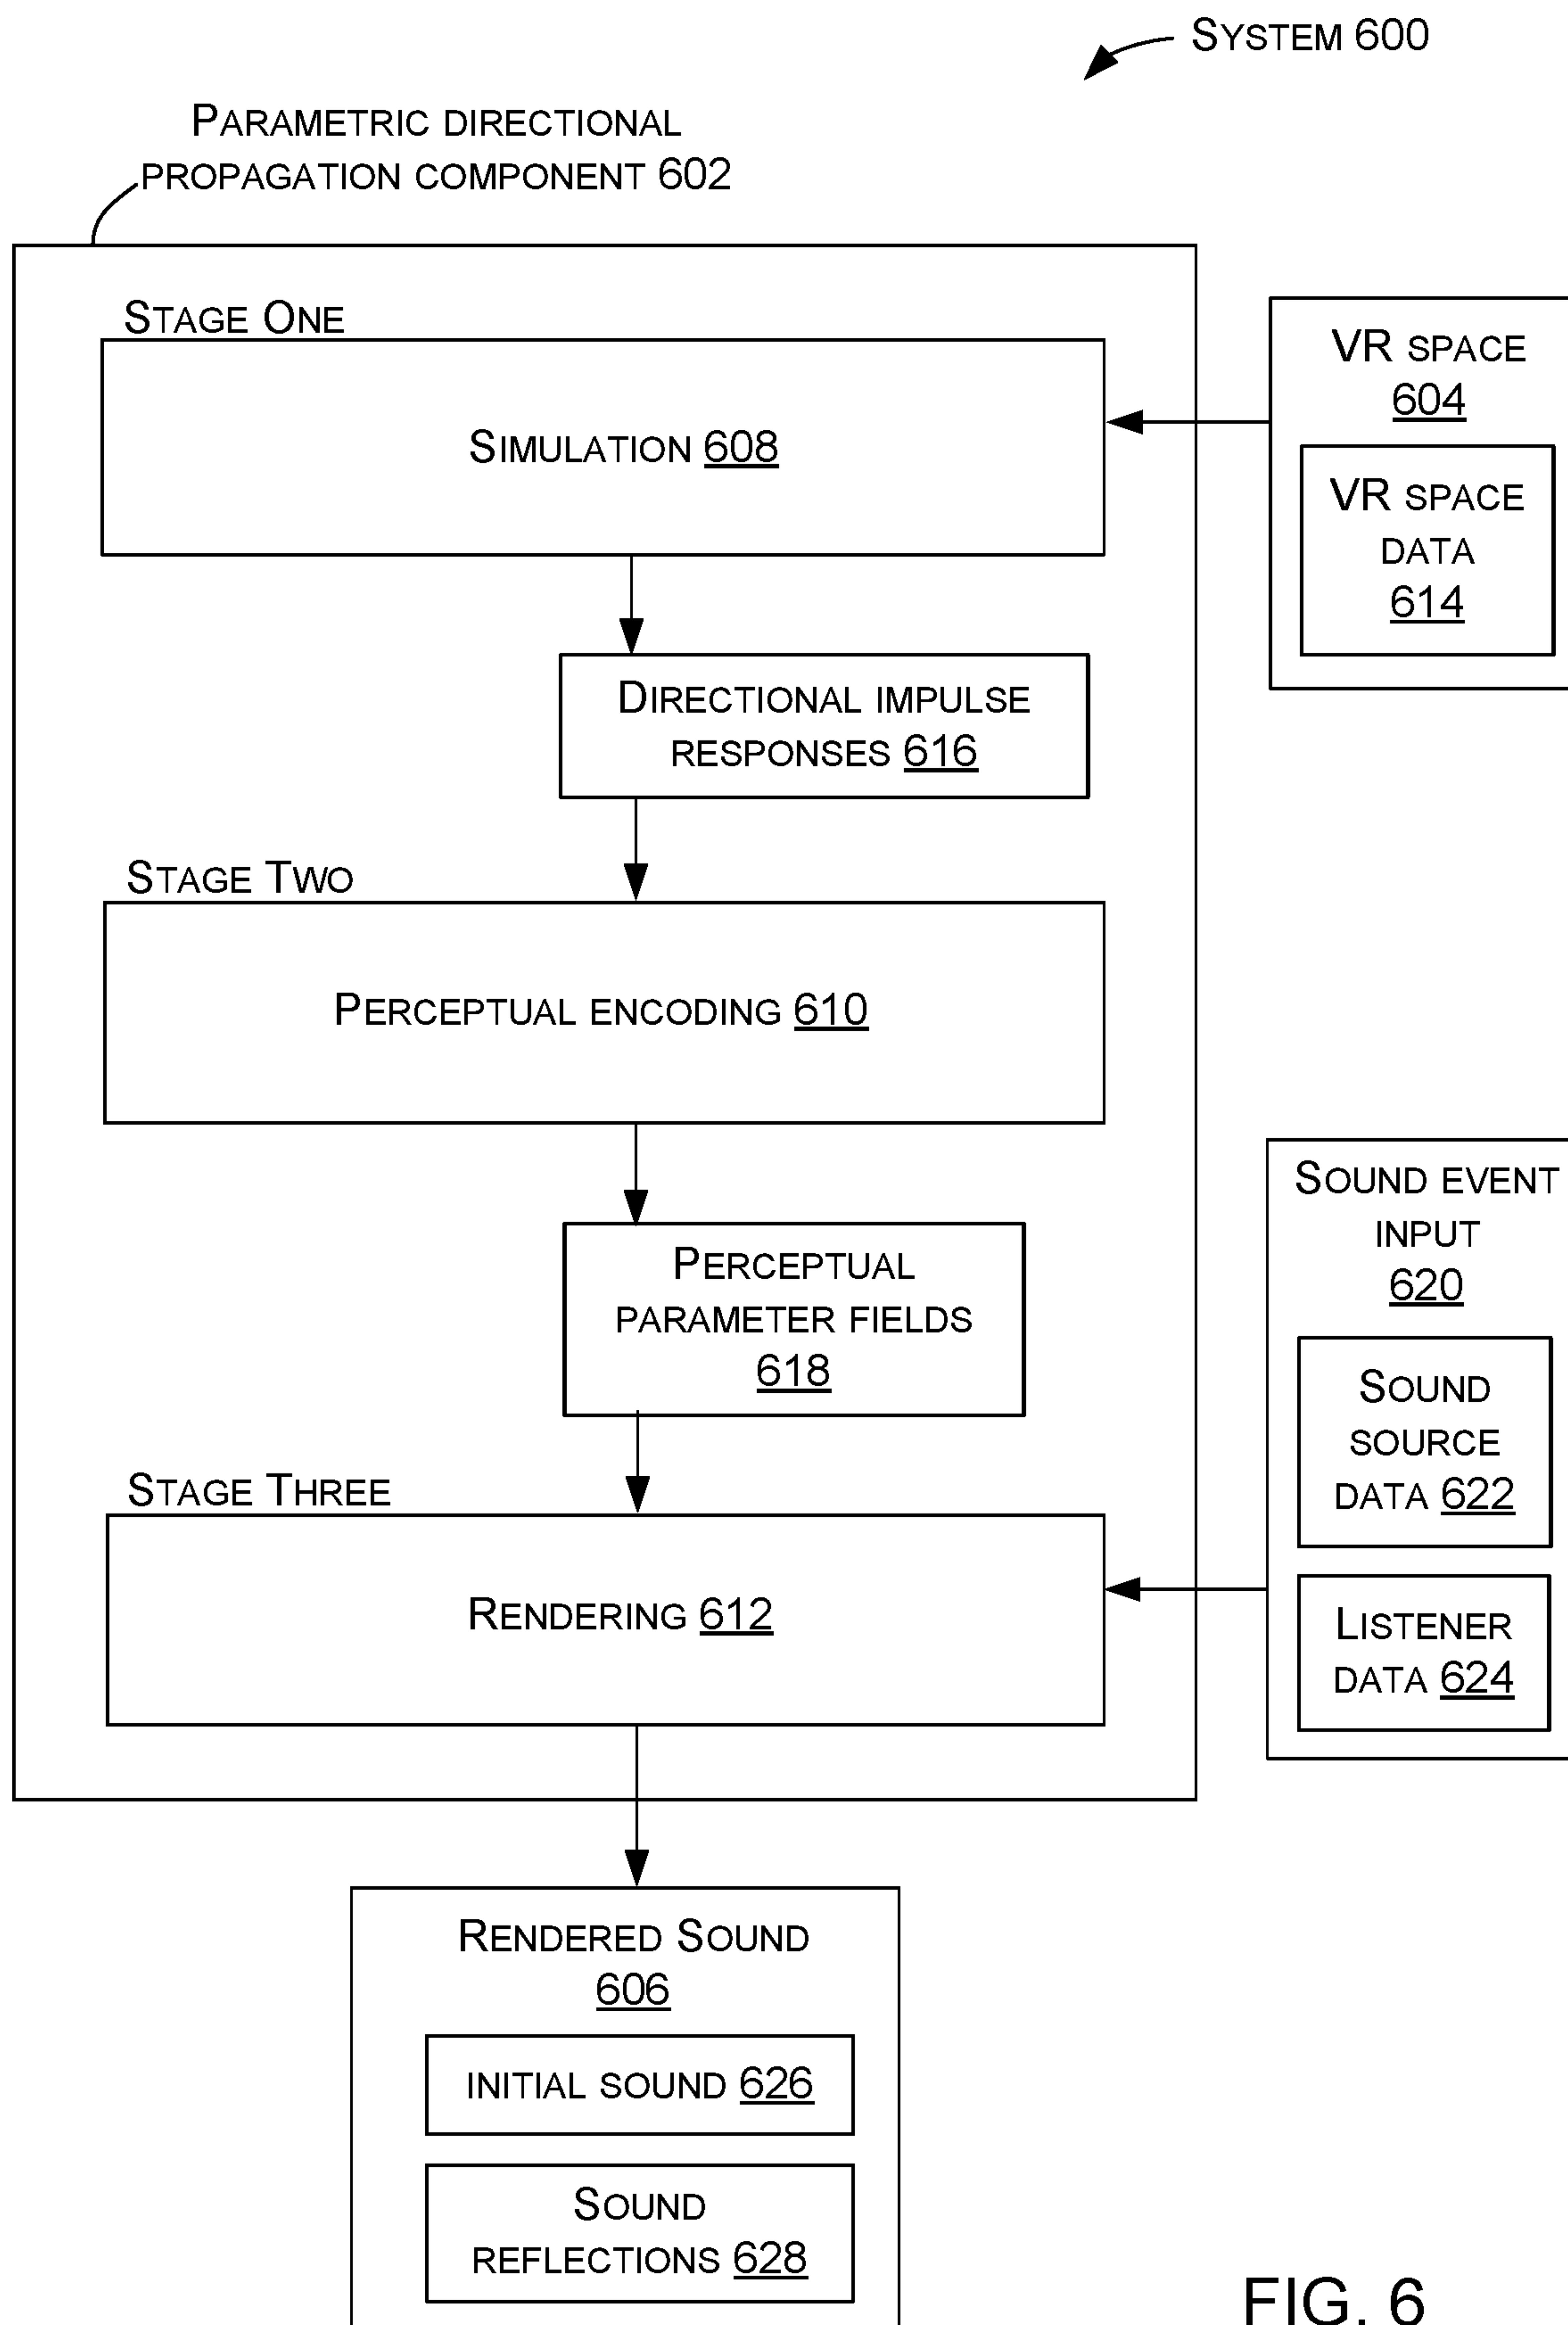 SYSTEM 600
PARAMETRIC DIRECTIONAL
PROPAGATION COMPONENT 602
STAGE ONE
SIMULATION 608
VR SPACE
604
VR SPACE
DATA
614
DIRECTIONAL IMPULSE
RESPONSES 616
STAGE TWO
PERCEPTUAL ENCODING 610
PERCEPTUAL
PARAMETER FIELDS
618
SOUND EVENT
INPUT
620
SOUND
SOURCE
DATA 622
LISTENER
DATA 624
STAGE THREE
RENDERING 612
RENDERED SOUND
606
INITIAL SOUND 626
SOUND
REFLECTIONS 628
FIG. 6